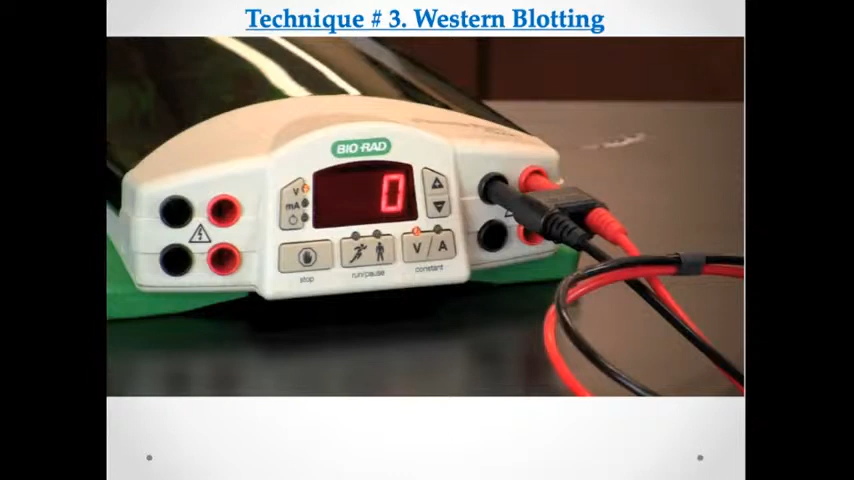 Technique # 3. Western Blotting
BIO-RAD
V
mA
0
V / A
stop
run/pause
constant